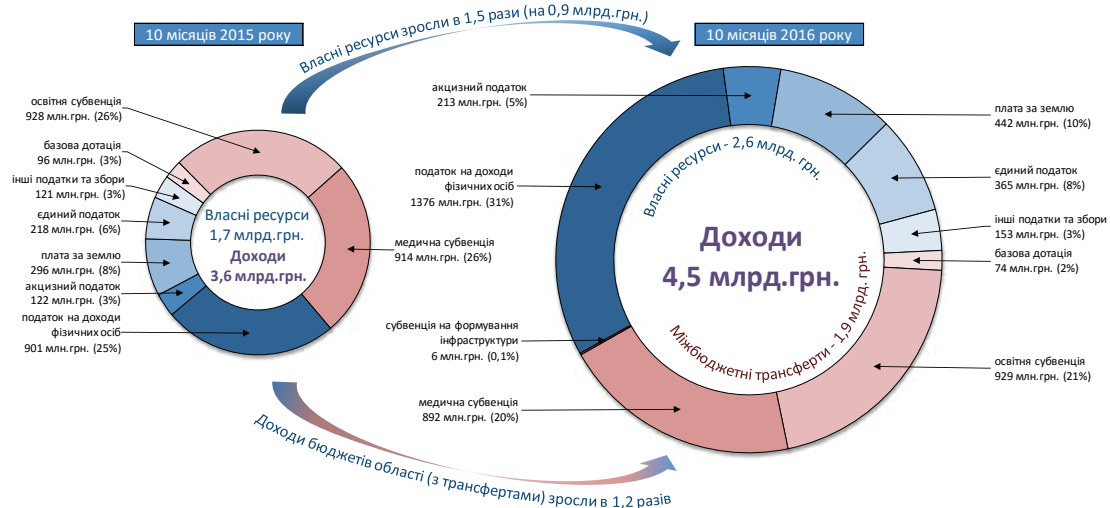 10 місяців 2015 року
Власні ресурси зросли в 1,5 рази (на 0,9 млрд.грн.)
10 місяців 2016 року
освітня субвенція
928 млн.грн. (26%)
базова дотація
96 млн.грн. (3%)
інші податки та збори
121 млн.грн. (3%)
єдиний податок
218 млн.грн. (6%)
плата за землю
296 млн.грн. (8%)
акцизний податок
122 млн.грн. (3%)
податок на доходи
фізичних осіб
901 млн.грн. (25%)
Власні ресурси
1,7 млрд.грн.
Доходи
3,6 млрд.грн.
медична субвенція
914 млн.грн. (26%)
акцизний податок
213 млн.грн. (5%)
податок на доходи
фізичних осіб
1376 млн.грн. (31%)
субвенція на формування
інфраструктури
6 млн.грн. (0,1%)
медична субвенція
892 млн.грн. (20%)
Власні ресурси - 2,6 млрд. грн.
Доходи
4,5 млрд.грн.
Міжбюджетні трансферти - 1,9 млрд. грн.
плата за землю
442 млн.грн. (10%)
єдиний податок
365 млн.грн. (8%)
інші податки та збори
153 млн.грн. (3%)
базова дотація
74 млн.грн. (2%)
освітня субвенція
929 млн.грн. (21%)
Доходи бюджетів області (з трансфертами) зросли в 1,2 разів